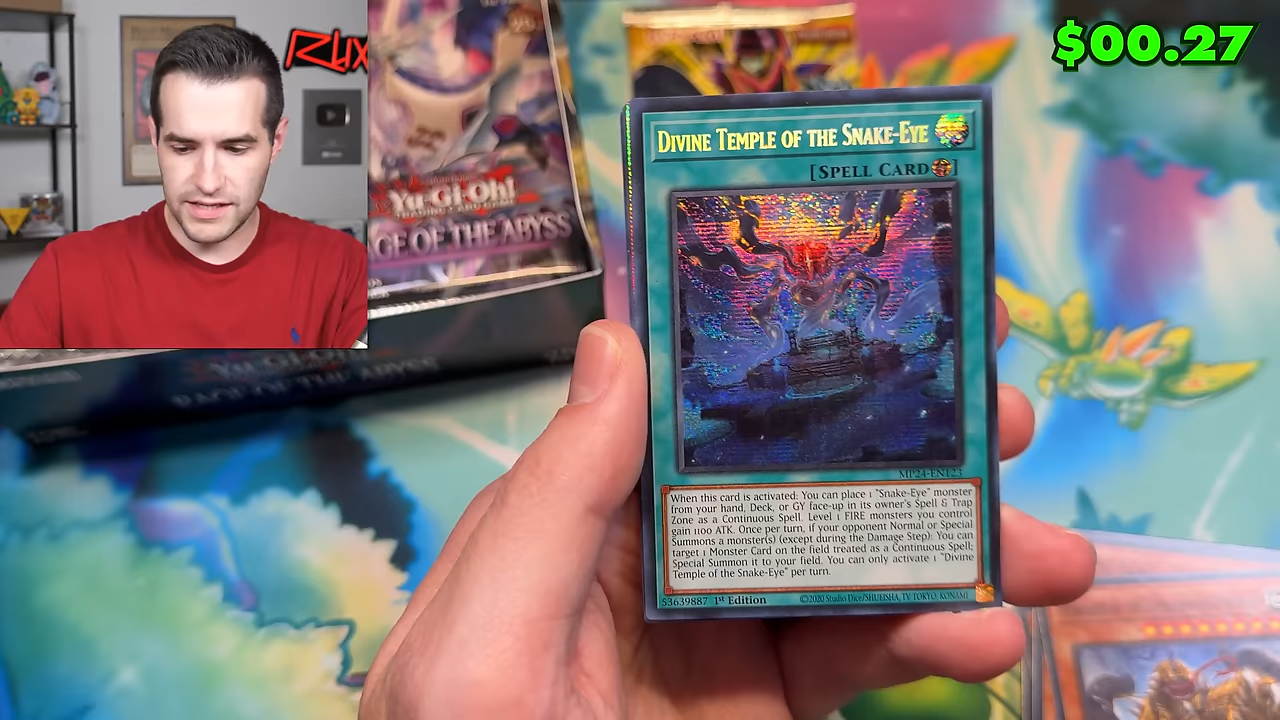 $00.27
Yu-Gi-Oh!
AGE OF THE ABYSS
RAGE OF THE ABYSS
DIVINE TEMPLE OF THE SNAKE-EYE
[SPELL CARD]
MP24-EN123
When this card is activated: You can place 1 "Snake-Eye" monster
from your hand, Deck, or GY face-up in its owner's Spell & Trap
Zone as a Continuous Spell. Level 1 FIRE monsters you control
gain 1100 ATK. Once per turn, if your opponent Normal or Special
Summons a monster(s) (except during the Damage Step): You can
target 1 Monster Card on the field treated as a Continuous Spell;
Special Summon it to your field. You can only activate 1 "Divine
Temple of the Snake-Eye" per turn.
53639887 1st Edition ©2020 Studio Dice/SHUEISHA, TV TOKYO, KONAMI